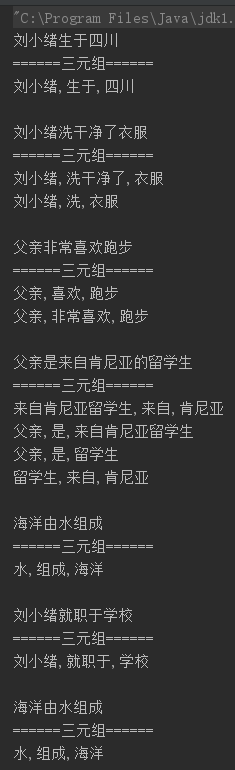 "C:\Program Files\Java\jdk1.
刘小绪生于四川
======三元组======
刘小绪,生于,四川
刘小绪洗干净了衣服
======三元组======
刘小绪,洗干净了,衣服
刘小绪,洗,衣服
父亲非常喜欢跑步
======三元组======
父亲,喜欢,跑步
父亲,非常喜欢,跑步
父亲是来自肯尼亚的留学生
======三元组======
来自肯尼亚留学生,来自,肯尼亚
父亲,是,来自肯尼亚留学生
父亲,是,留学生
留学生,来自,肯尼亚
海洋由水组成
======三元组======
水,组成,海洋
刘小绪就职于学校
======三元组======
刘小绪,就职于,学校
海洋由水组成
======三元组======
水,组成,海洋